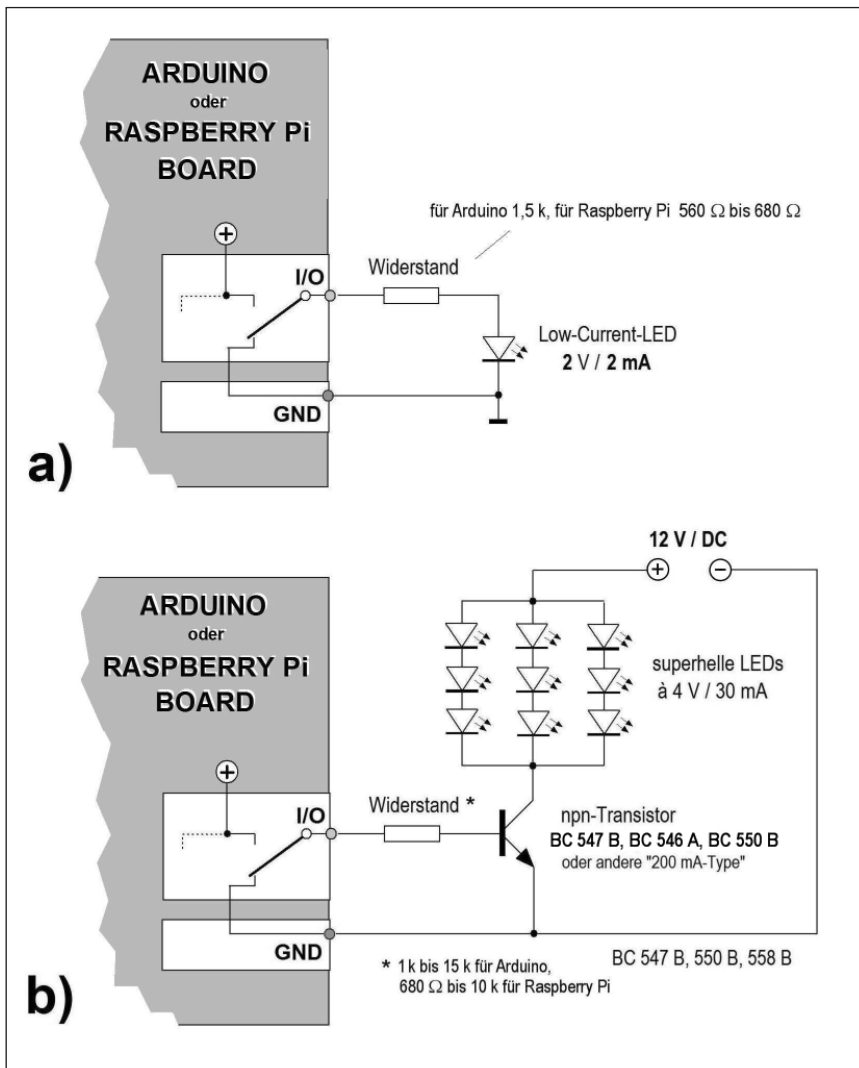 ARDUINO
oder
RASPBERRY Pi
BOARD
für Arduino 1,5 k, für Raspberry Pi 560 Ω bis 680 Ω
+
I/O
Widerstand
Low-Current-LED
2 V / 2 mA
GND
a)
12 V / DC
+ −
ARDUINO
oder
RASPBERRY Pi
BOARD
superhelle LEDs
à 4 V / 30 mA
+
I/O
Widerstand *
npn-Transistor
BC 547 B, BC 546 A, BC 550 B
oder andere "200 mA-Type"
GND
* 1 k bis 15 k für Arduino,
680 Ω bis 10 k für Raspberry Pi
BC 547 B, 550 B, 558 B
b)